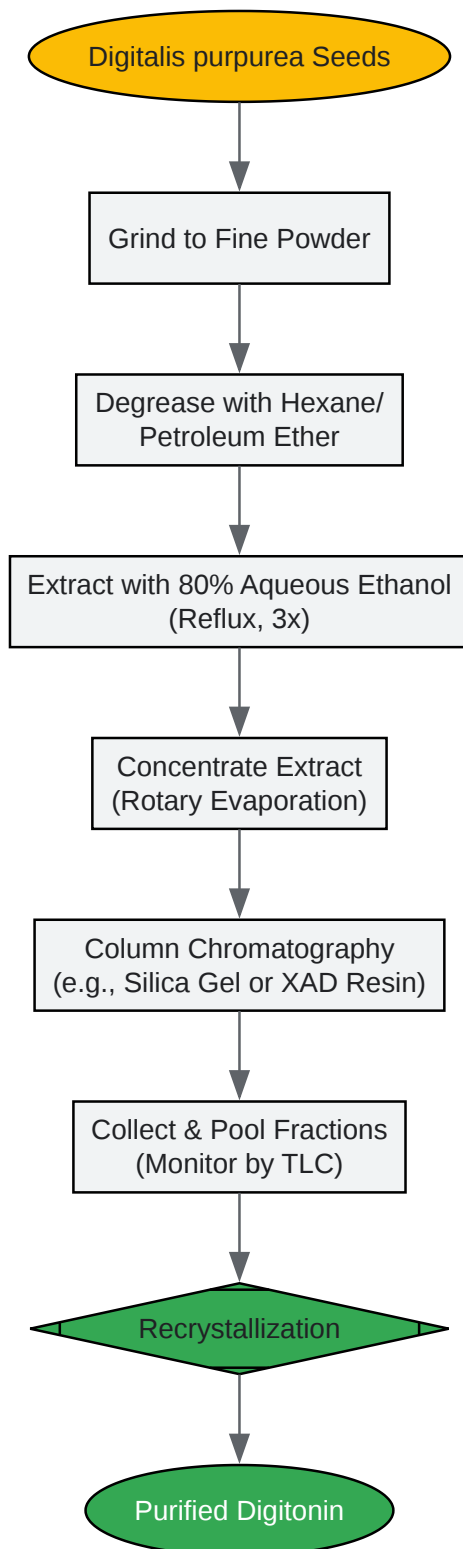 Digitalis purpurea Seeds
Grind to Fine Powder
Degrease with Hexane/
Petroleum Ether
Extract with 80% Aqueous Ethanol
(Reflux, 3x)
Concentrate Extract
(Rotary Evaporation)
Column Chromatography
(e.g., Silica Gel or XAD Resin)
Collect & Pool Fractions
(Monitor by TLC)
Recrystallization
Purified Digitonin